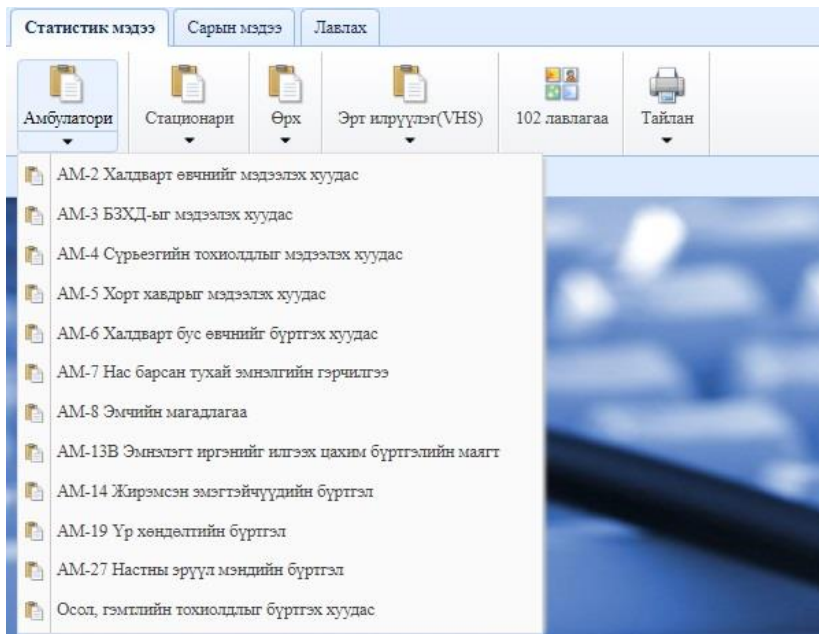 Статистик мэдээ Сарын мэдээ Лавлах
Амбулатори Стационари Өрх Эрт илрүүлэг(VHS) 102 лавлагаа Тайлан
АМ-2 Халдварт өвчнийг мэдээлэх хуудас
АМ-3 БЗХД-ыг мэдээлэх хуудас
АМ-4 Сүрьеэгийн тохиолдлыг мэдээлэх хуудас
АМ-5 Хорт хавдрыг мэдээлэх хуудас
АМ-6 Халдварт бус өвчнийг бүртгэх хуудас
АМ-7 Нас барсан тухай эмнэлгийн гэрчилгээ
АМ-8 Эмчийн магадлагаа
АМ-13В Эмнэлэгт иргэнийг илгээх цахим бүртгэлийн маягт
АМ-14 Жирэмсэн эмэгтэйчүүдийн бүртгэл
АМ-19 Үр хөндөлтийн бүртгэл
АМ-27 Настны эрүүл мэндийн бүртгэл
Осол, гэмтлийн тохиолдлыг бүртгэх хуудас